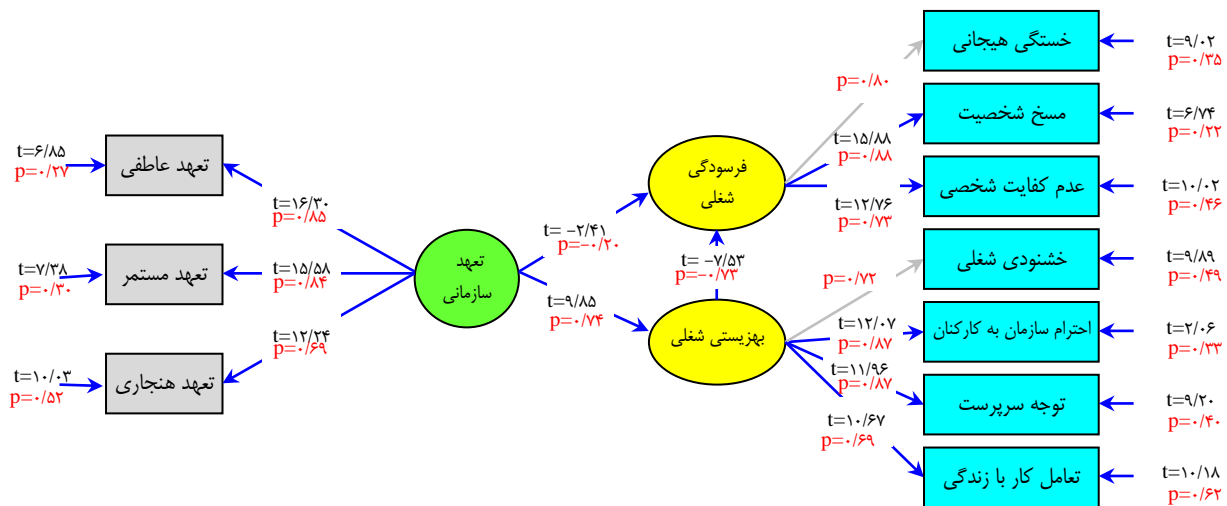 خستگی هیجانی
t=۹/۰۲
p=۰/۳۵
p=۰/۸۰
مسخ شخصیت
t=۶/۷۴
p=۰/۲۲
t=۱۵/۸۸
p=۰/۸۸
عدم کفایت شخصی
t=۱۰/۰۲
p=۰/۴۶
t=۱۲/۷۶
p=۰/۷۳
فرسودگی
شغلی
خشنودی شغلی
t=۹/۸۹
p=۰/۴۹
p=۰/۷۲
احترام سازمان به کارکنان
t=۲/۰۶
p=۰/۳۳
t=۱۲/۰۷
p=۰/۸۷
توجه سرپرست
t=۹/۲۰
p=۰/۴۰
t=۱۱/۹۶
p=۰/۸۷
تعامل کار با زندگی
t=۱۰/۱۸
p=۰/۶۲
t=۱۰/۶۷
p=۰/۶۹
بهزیستی شغلی
t= −۷/۵۳
p=−۰/۷۳
t= −۲/۴۱
p=−۰/۲۰
t=۹/۸۵
p=۰/۷۴
تعهد
سازمانی
t=۱۶/۳۰
p=۰/۸۵
t=۱۵/۵۸
p=۰/۸۴
t=۱۲/۲۴
p=۰/۶۹
تعهد عاطفی
t=۶/۸۵
p=۰/۲۷
تعهد مستمر
t=۷/۳۸
p=۰/۳۰
تعهد هنجاری
t=۱۰/۰۳
p=۰/۵۲